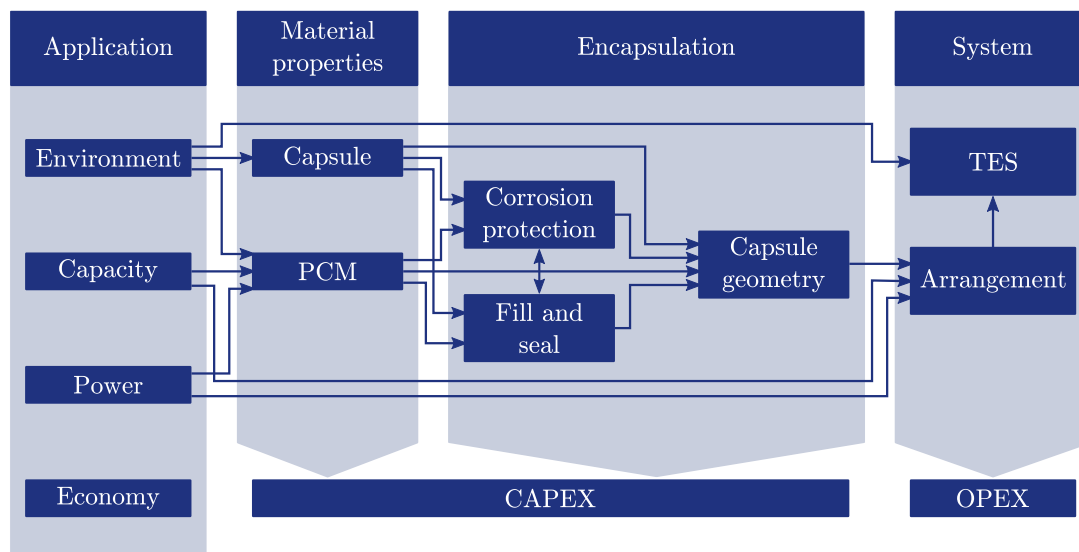 Application
Material
properties
Encapsulation
System
Environment
Capsule
Corrosion
protection
TES
Capacity
PCM
Capsule
geometry
Arrangement
Fill and
seal
Power
Economy
CAPEX
OPEX